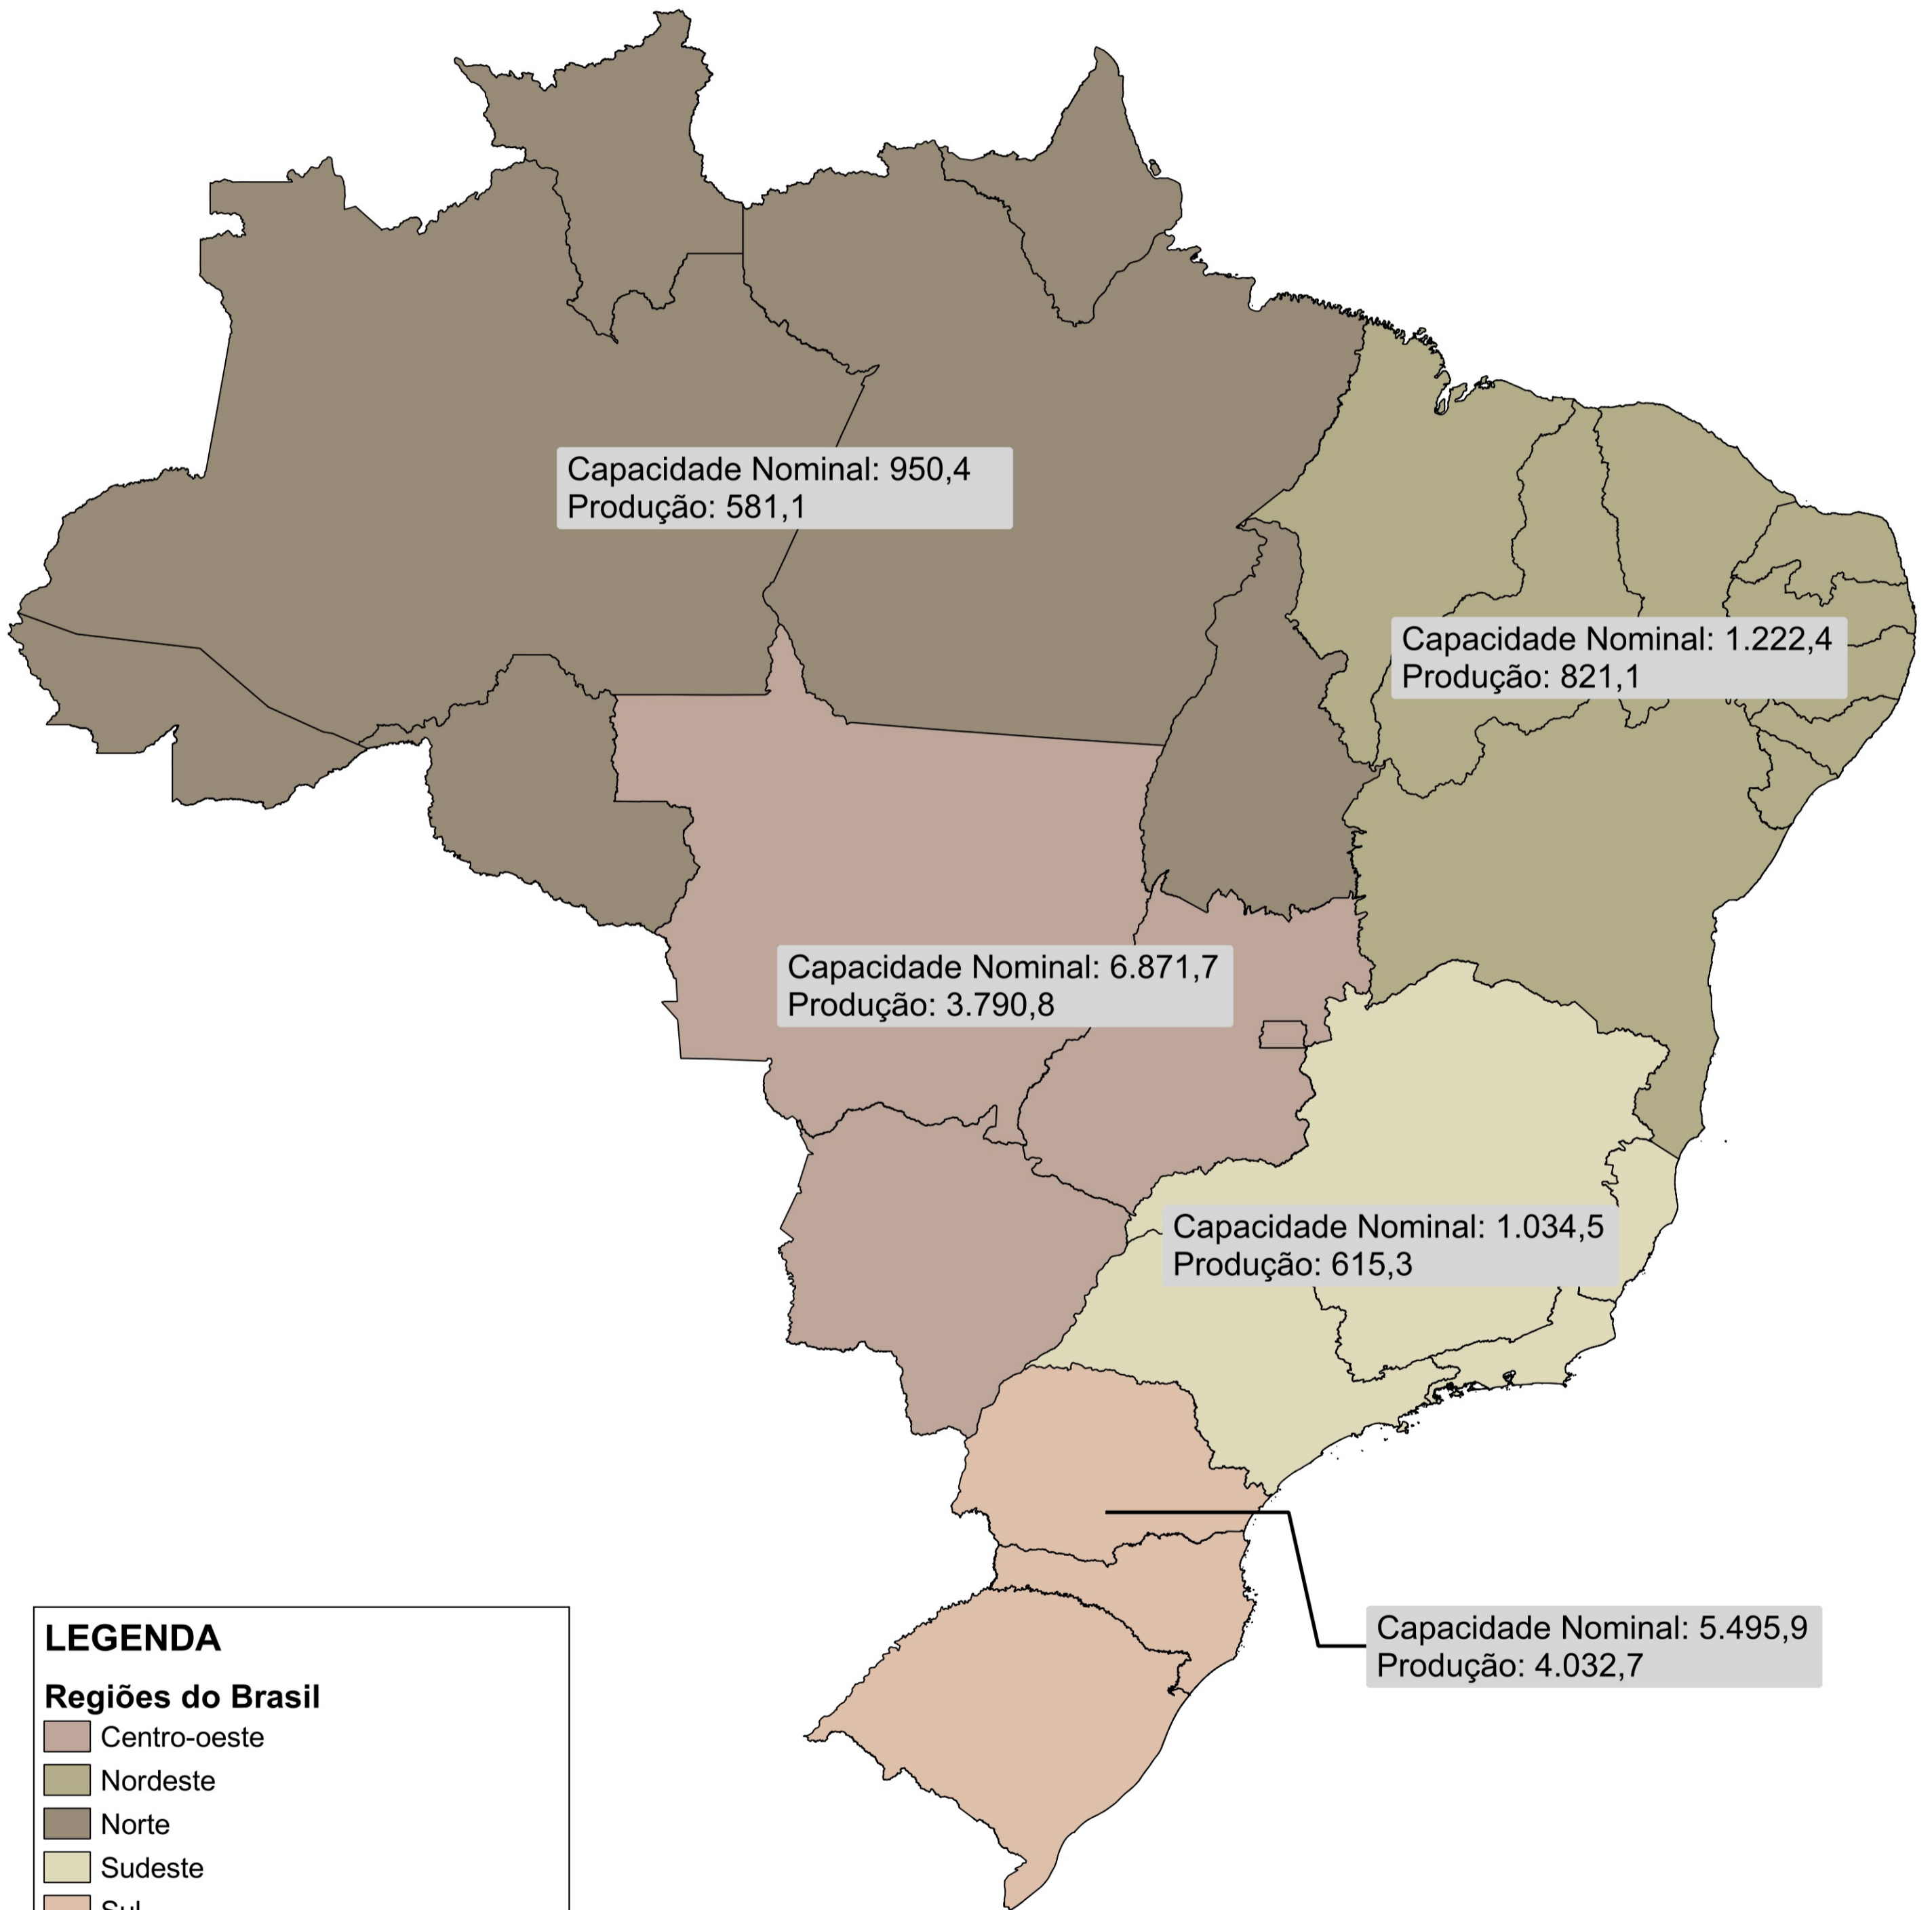 Capacidade Nominal: 950,4
Produção: 581,1
Capacidade Nominal: 1.222,4
Produção: 821,1
Capacidade Nominal: 6.871,7
Produção: 3.790,8
Capacidade Nominal: 1.034,5
Produção: 615,3
Capacidade Nominal: 5.495,9
Produção: 4.032,7
LEGENDA
Regiões do Brasil
Centro-oeste
Nordeste
Norte
Sudeste
Sul